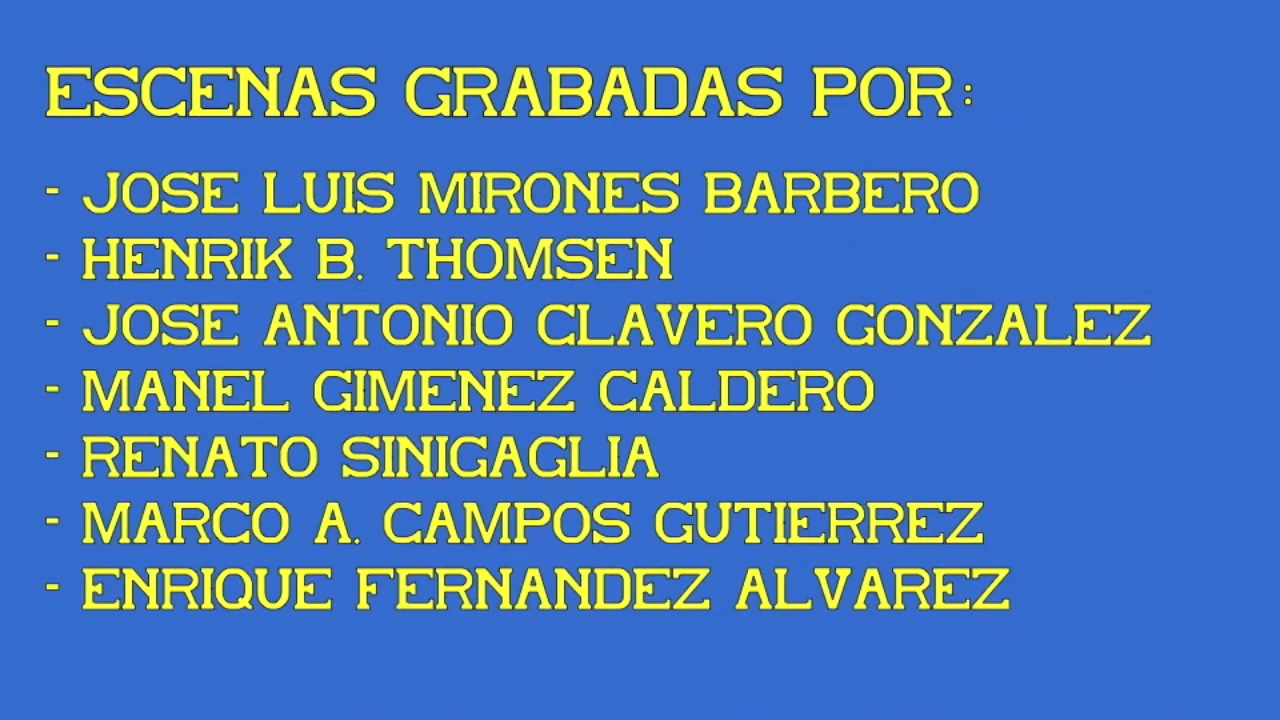 ESCENAS GRABADAS POR:
- JOSE LUIS MIRONES BARBERO
- HENRIK B. THOMSEN
- JOSE ANTONIO CLAVERO GONZALEZ
- MANEL GIMENEZ CALDERO
- RENATO SINIGAGLIA
- MARCO A. CAMPOS GUTIERREZ
- ENRIQUE FERNANDEZ ALVAREZ